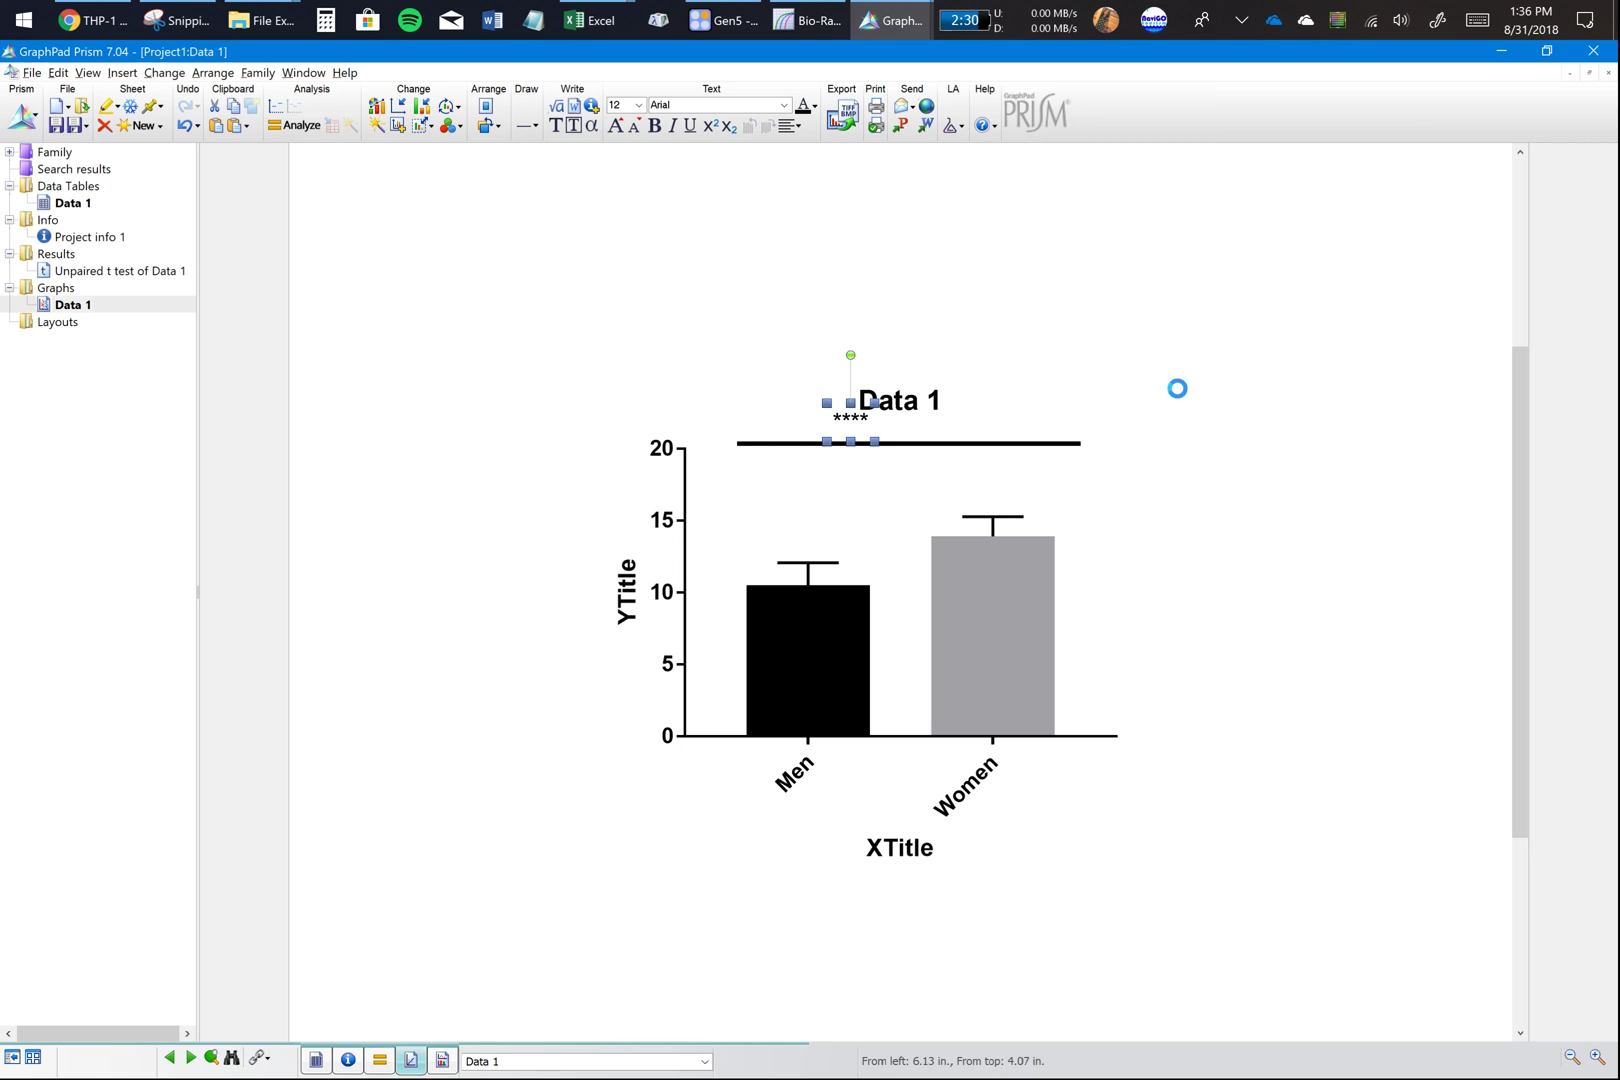 THP-1 ...
Snippi...
File Ex...
Excel
Gen5 -...
Bio-Ra...
Graph...
2:30
U: 0.00 MB/s
D: 0.00 MB/s
NaviGO
1:36 PM
8/31/2018
GraphPad Prism 7.04 - [Project1:Data 1]
File Edit View Insert Change Arrange Family Window Help
Prism File Sheet Undo Clipboard Analysis Change Arrange Draw Write Text Export Print Send LA Help
12 Arial
TIFF
BMP
GraphPad
PRISM
New
Analyze
Family
Search results
Data Tables
Data 1
Info
Project info 1
Results
Unpaired t test of Data 1
Graphs
Data 1
Layouts
Data 1
****
20
15
10
5
0
YTitle
Men
Women
XTitle
Data 1
From left: 6.13 in., From top: 4.07 in.